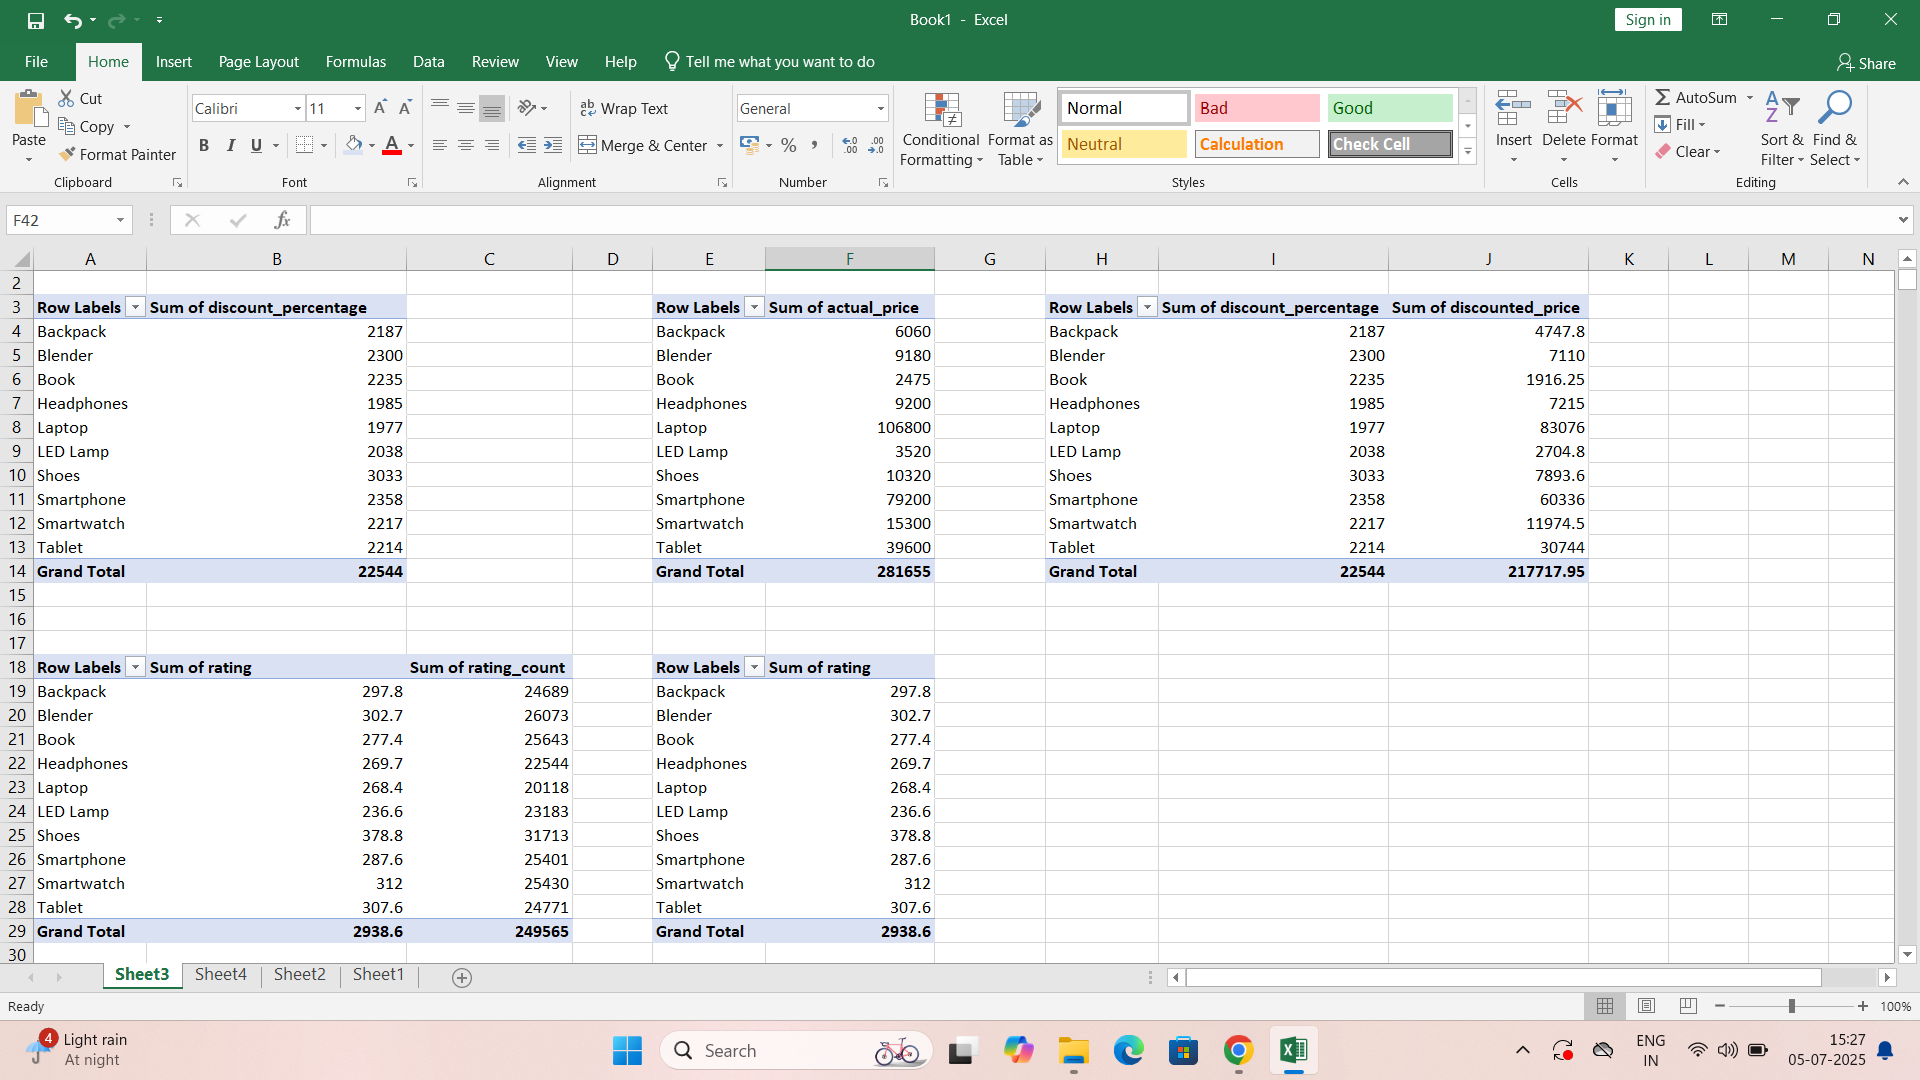 Book1 - Excel
Sign in
File Home Insert Page Layout Formulas Data Review View Help Tell me what you want to do Share
Paste Cut Copy Format Painter Clipboard
Calibri 11 B I U A Font
Wrap Text Merge & Center Alignment
General % Number
Conditional Formatting Format as Table
Normal Bad Good
Neutral Calculation Check Cell
Styles
Insert Delete Format Cells
AutoSum Fill Clear Sort & Filter Find & Select Editing
F42 fx
A B C D E F G H I J K L M N
2
3 Row Labels Sum of discount_percentage Row Labels Sum of actual_price Row Labels Sum of discount_percentage Sum of discounted_price
4 Backpack 2187 Backpack 6060 Backpack 2187 4747.8
5 Blender 2300 Blender 9180 Blender 2300 7110
6 Book 2235 Book 2475 Book 2235 1916.25
7 Headphones 1985 Headphones 9200 Headphones 1985 7215
8 Laptop 1977 Laptop 106800 Laptop 1977 83076
9 LED Lamp 2038 LED Lamp 3520 LED Lamp 2038 2704.8
10 Shoes 3033 Shoes 10320 Shoes 3033 7893.6
11 Smartphone 2358 Smartphone 79200 Smartphone 2358 60336
12 Smartwatch 2217 Smartwatch 15300 Smartwatch 2217 11974.5
13 Tablet 2214 Tablet 39600 Tablet 2214 30744
14 Grand Total 22544 Grand Total 281655 Grand Total 22544 217717.95
15
16
17
18 Row Labels Sum of rating Sum of rating_count Row Labels Sum of rating
19 Backpack 297.8 24689 Backpack 297.8
20 Blender 302.7 26073 Blender 302.7
21 Book 277.4 25643 Book 277.4
22 Headphones 269.7 22544 Headphones 269.7
23 Laptop 268.4 20118 Laptop 268.4
24 LED Lamp 236.6 23183 LED Lamp 236.6
25 Shoes 378.8 31713 Shoes 378.8
26 Smartphone 287.6 25401 Smartphone 287.6
27 Smartwatch 312 25430 Smartwatch 312
28 Tablet 307.6 24771 Tablet 307.6
29 Grand Total 2938.6 249565 Grand Total 2938.6
30
Sheet3 Sheet4 Sheet2 Sheet1
Ready 100%
4 Light rain
At night
Search
ENG
IN
15:27
05-07-2025